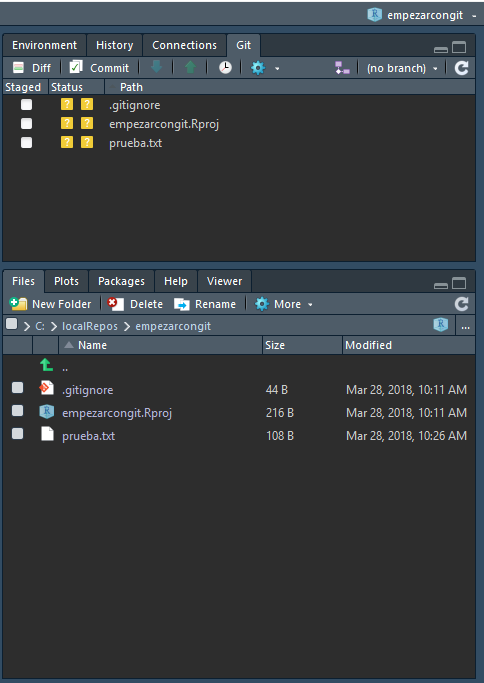 empezarcongit
Environment History Connections Git
Diff Commit (no branch)
Staged Status Path
? ? .gitignore
? ? empezarcongit.Rproj
? ? prueba.txt
Files Plots Packages Help Viewer
New Folder Delete Rename More
C: localRepos empezarcongit ...
Name Size Modified
..
.gitignore 44 B Mar 28, 2018, 10:11 AM
empezarcongit.Rproj 216 B Mar 28, 2018, 10:11 AM
prueba.txt 108 B Mar 28, 2018, 10:26 AM